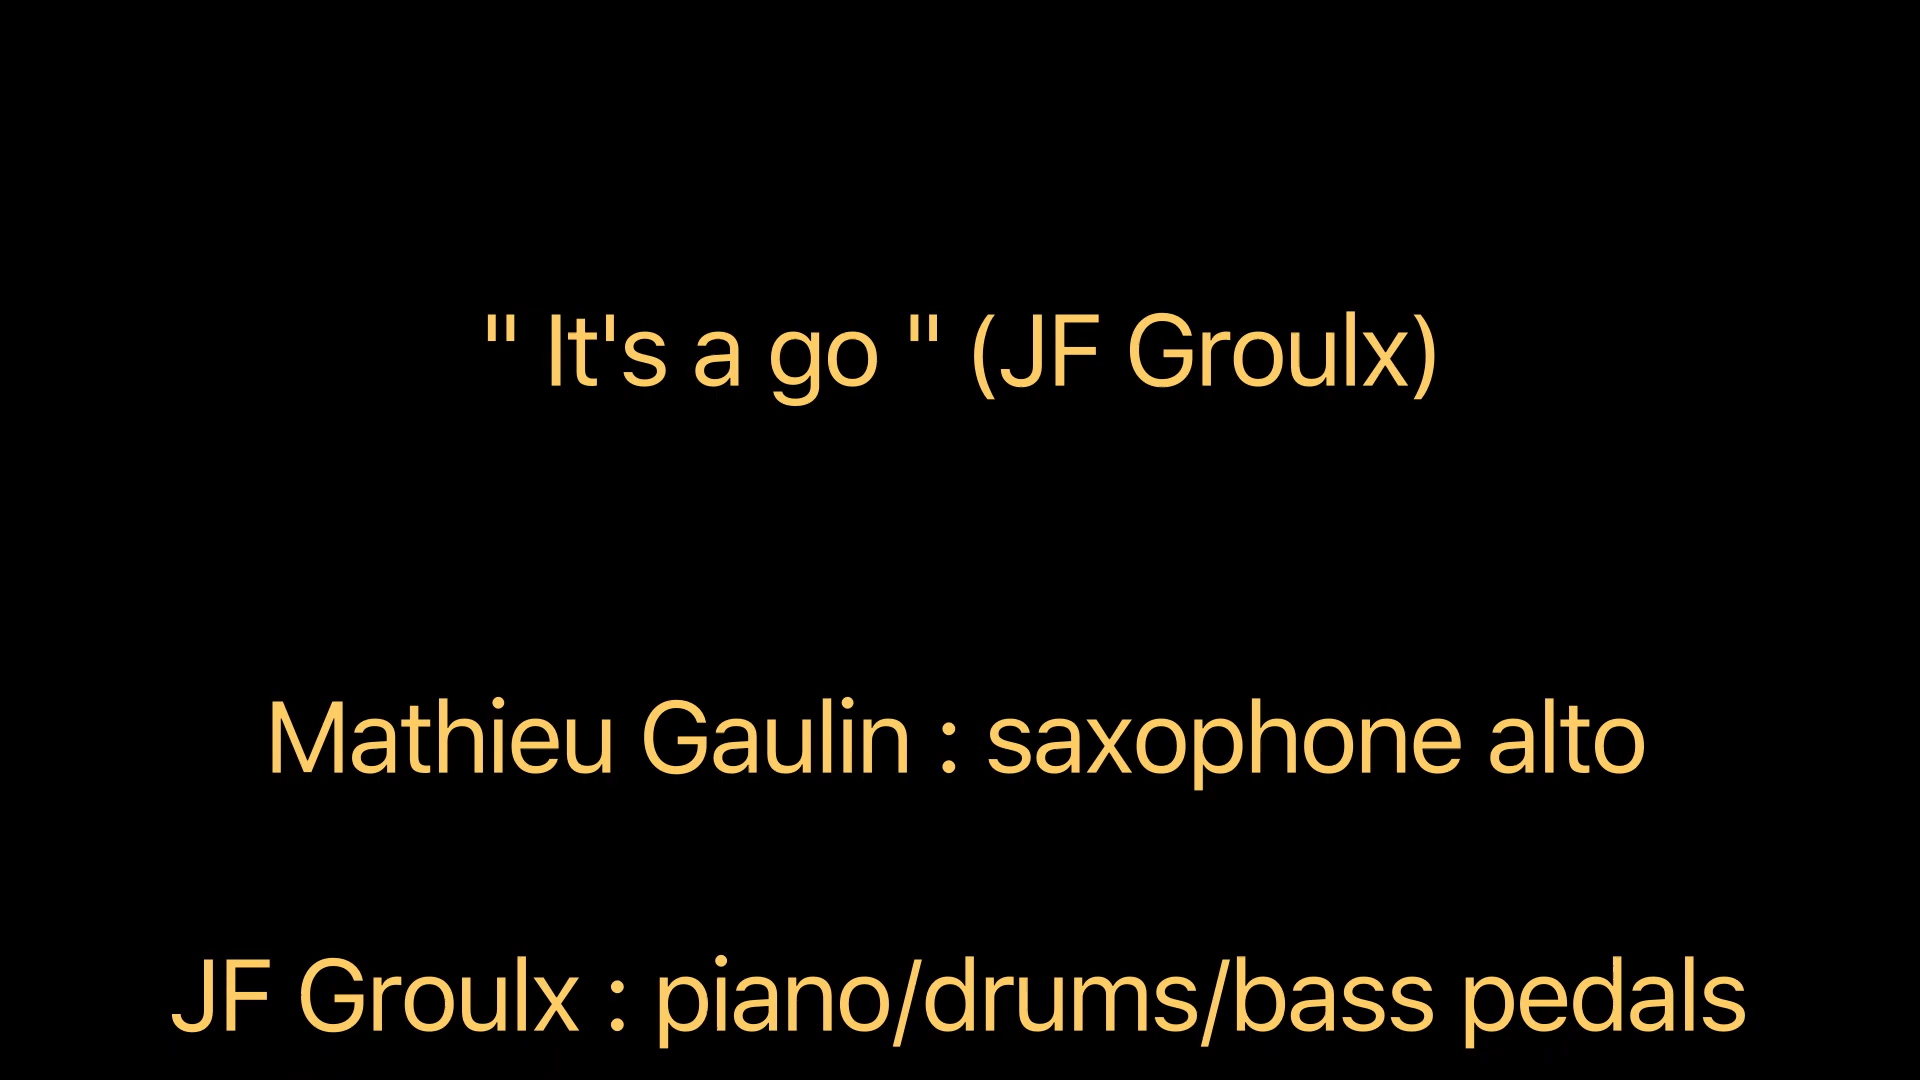 " It's a go " (JF Groulx)
Mathieu Gaulin : saxophone alto
JF Groulx : piano/drums/bass pedals